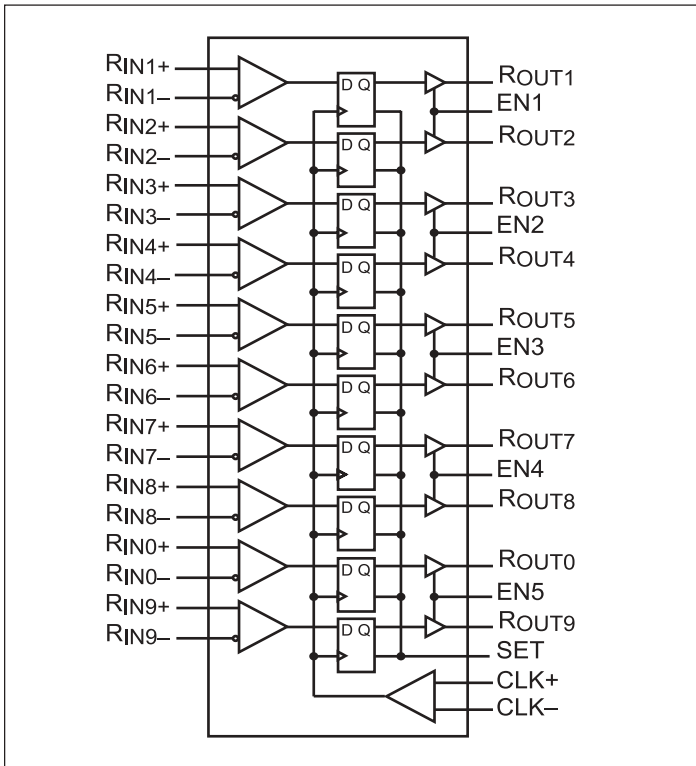 RIN1+
RIN1–
RIN2+
RIN2–
RIN3+
RIN3–
RIN4+
RIN4–
RIN5+
RIN5–
RIN6+
RIN6–
RIN7+
RIN7–
RIN8+
RIN8–
RIN0+
RIN0–
RIN9+
RIN9–
D Q
D Q
D Q
D Q
D Q
D Q
D Q
D Q
D Q
D Q
ROUT1
EN1
ROUT2
ROUT3
EN2
ROUT4
ROUT5
EN3
ROUT6
ROUT7
EN4
ROUT8
ROUT0
EN5
ROUT9
SET
CLK+
CLK–